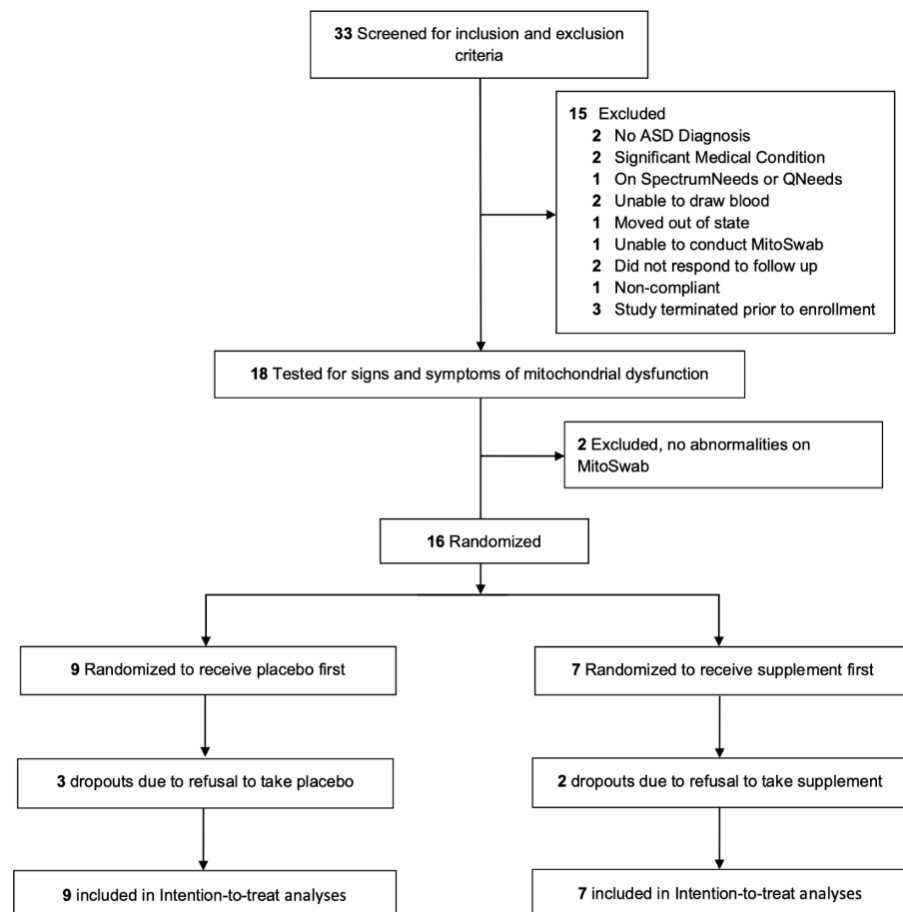 33 Screened for inclusion and exclusion
criteria
15 Excluded
2 No ASD Diagnosis
2 Significant Medical Condition
1 On SpectrumNeeds or QNeeds
2 Unable to draw blood
1 Moved out of state
1 Unable to conduct MitoSwab
2 Did not respond to follow up
1 Non-compliant
3 Study terminated prior to enrollment
18 Tested for signs and symptoms of mitochondrial dysfunction
2 Excluded, no abnormalities on
MitoSwab
16 Randomized
9 Randomized to receive placebo first
7 Randomized to receive supplement first
3 dropouts due to refusal to take placebo
2 dropouts due to refusal to take supplement
9 included in Intention-to-treat analyses
7 included in Intention-to-treat analyses